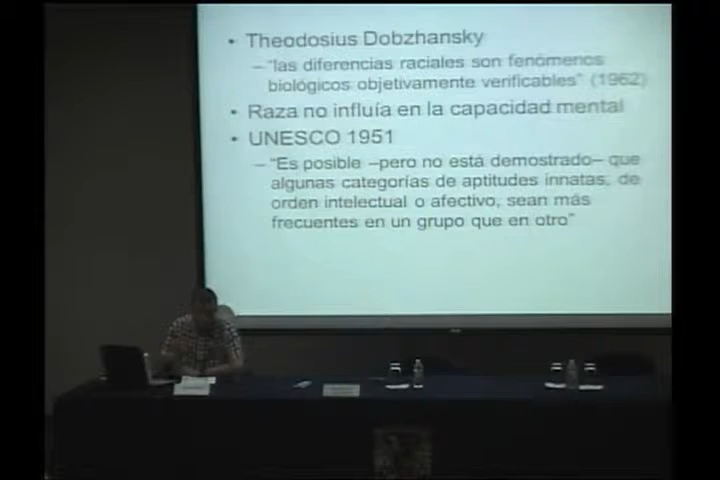 • Theodosius Dobzhansky
–"las diferencias raciales son fenómenos
biológicos objetivamente verificables" (1962)
• Raza no influía en la capacidad mental
• UNESCO 1951
–"Es posible –pero no está demostrado– que
algunas categorías de aptitudes innatas, de
orden intelectual o afectivo, sean más
frecuentes en un grupo que en otro"